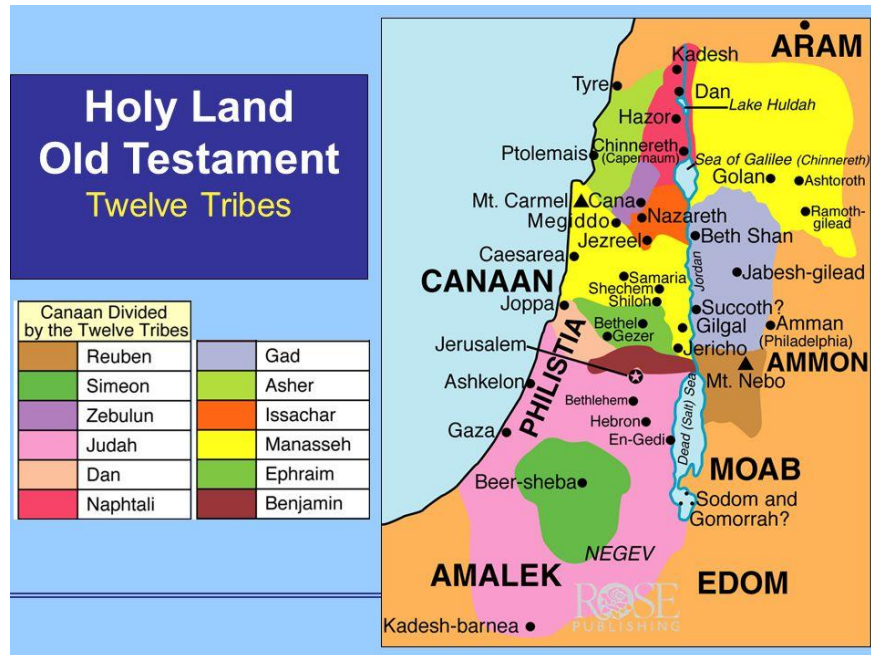 Holy Land
Old Testament
Twelve Tribes
Canaan Divided
by the Twelve Tribes
Reuben
Simeon
Zebulun
Judah
Dan
Naphtali
Gad
Asher
Issachar
Manasseh
Ephraim
Benjamin
ARAM
Kadesh
Tyre
Dan
Lake Huldah
Hazor
Chinnereth
(Capernaum)
Ptolemais
Sea of Galilee (Chinnereth)
Golan
Ashtoroth
Mt. Carmel
Cana
Ramoth-
gilead
Megiddo
Nazareth
Jezreel
Beth Shan
Caesarea
Jordan
CANAAN
Samaria
Jabesh-gilead
Shechem
Shiloh
Joppa
Succoth?
Bethel
Gilgal
Amman
(Philadelphia)
Gezer
Jerusalem
Jericho
AMMON
PHILISTIA
Mt. Nebo
Ashkelon
Bethlehem
Dead (Salt) Sea
Hebron
Gaza
En-Gedi
MOAB
Beer-sheba
Sodom and
Gomorrah?
NEGEV
AMALEK
EDOM
ROSE
PUBLISHING
Kadesh-barnea